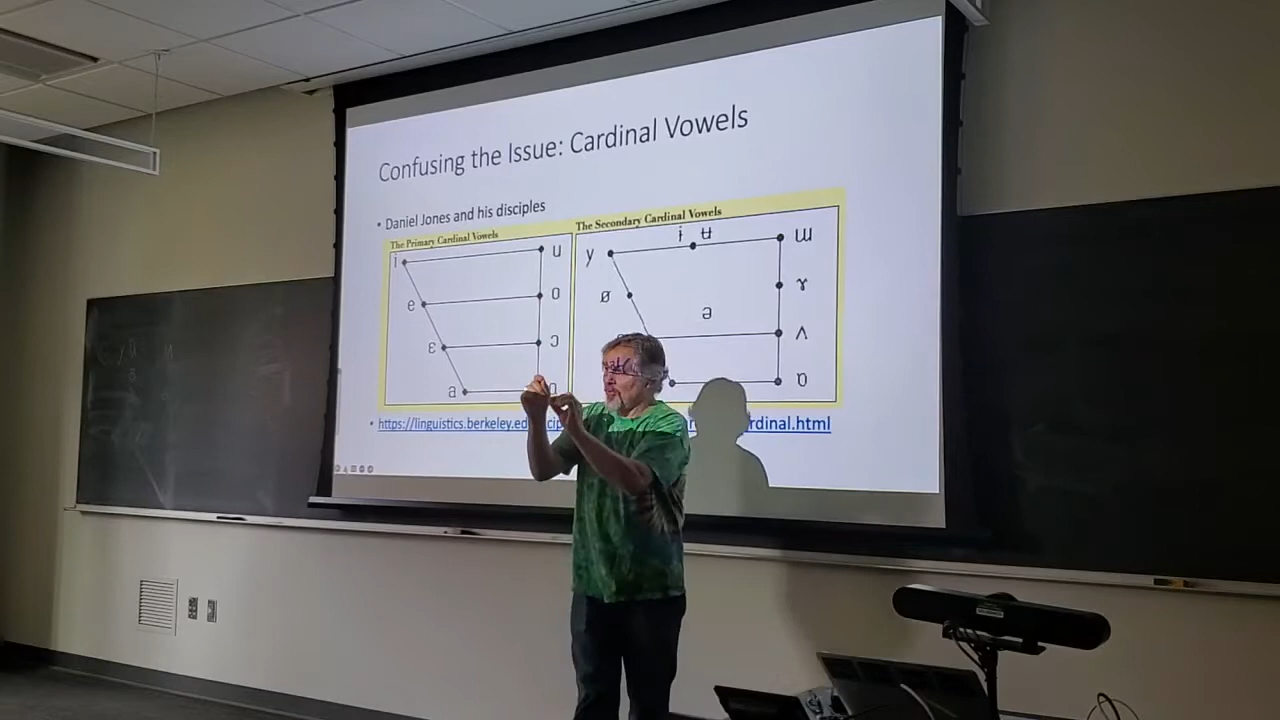 Confusing the Issue: Cardinal Vowels
• Daniel Jones and his disciples
The Primary Cardinal Vowels
i u
e o
ɛ ɔ
a
The Secondary Cardinal Vowels
y ɨ ʉ ɯ
ø ɤ
ə
ʌ
ɒ
• https://linguistics.berkeley.ed rdinal.html